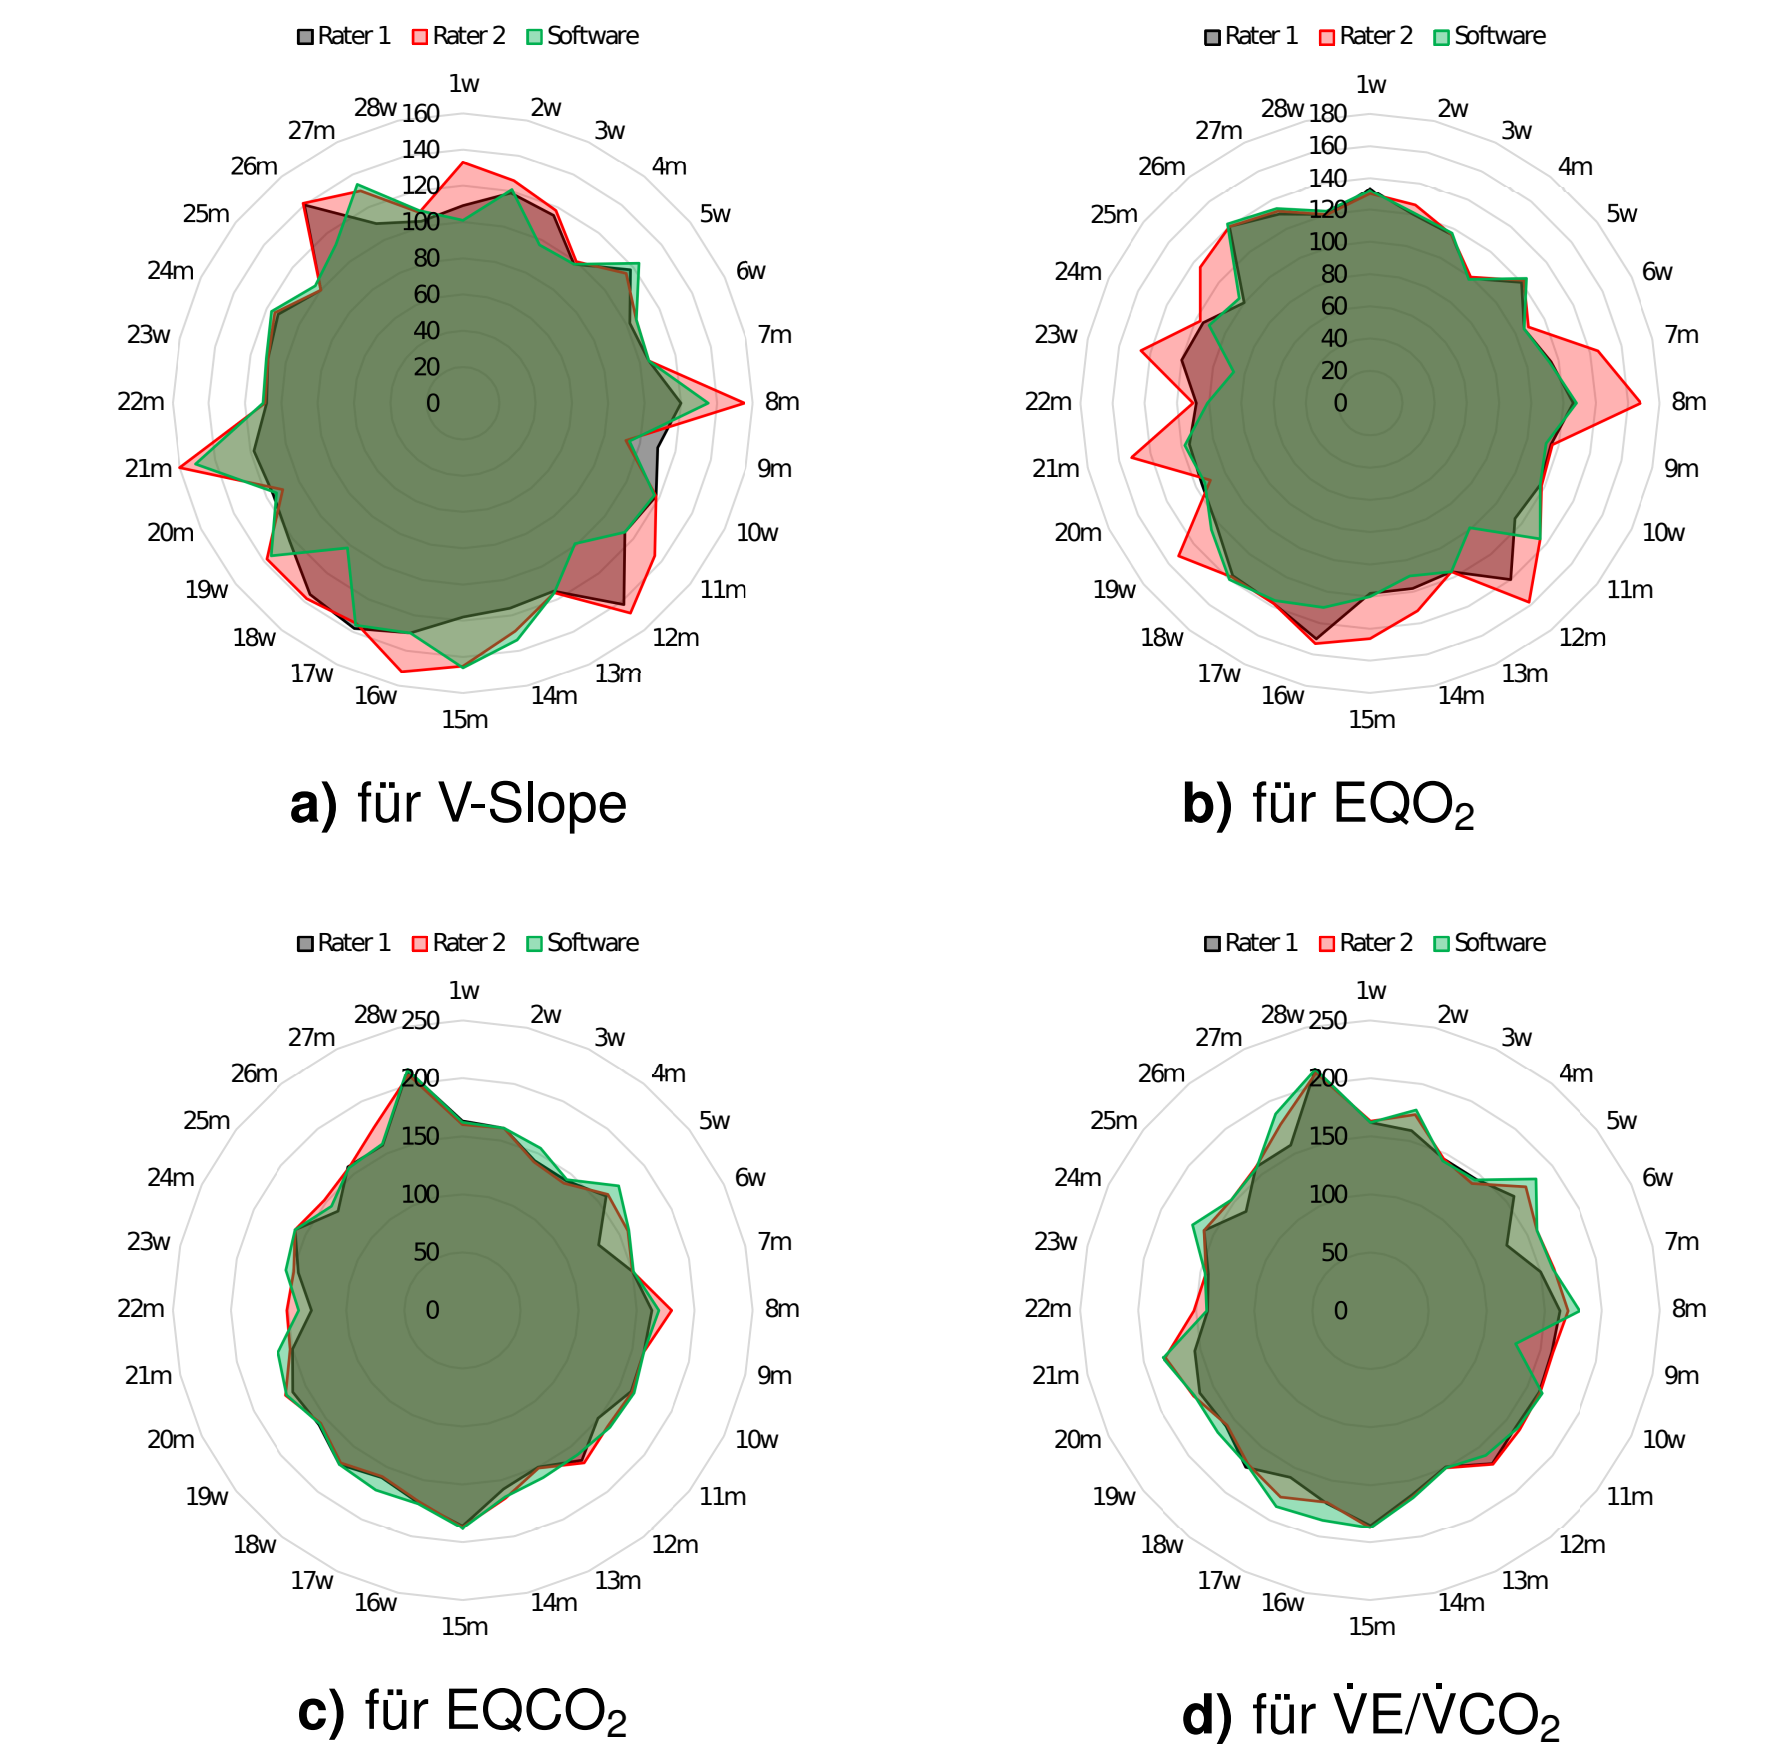 Rater 1 Rater 2 Software
1w
2w
3w
4m
5w
6w
7m
8m
9m
10w
11m
12m
13m
14m
15m
16w
17w
18w
19w
20m
21m
22m
23w
24m
25m
26m
27m
28w
160
140
120
100
80
60
40
20
0
a) für V-Slope
Rater 1 Rater 2 Software
1w
2w
3w
4m
5w
6w
7m
8m
9m
10w
11m
12m
13m
14m
15m
16w
17w
18w
19w
20m
21m
22m
23w
24m
25m
26m
27m
28w
180
160
140
120
100
80
60
40
20
0
b) für EQO₂
Rater 1 Rater 2 Software
1w
2w
3w
4m
5w
6w
7m
8m
9m
10w
11m
12m
13m
14m
15m
16w
17w
18w
19w
20m
21m
22m
23w
24m
25m
26m
27m
28w
250
200
150
100
50
0
c) für EQCO₂
Rater 1 Rater 2 Software
1w
2w
3w
4m
5w
6w
7m
8m
9m
10w
11m
12m
13m
14m
15m
16w
17w
18w
19w
20m
21m
22m
23w
24m
25m
26m
27m
28w
250
200
150
100
50
0
d) für V̇E/V̇CO₂